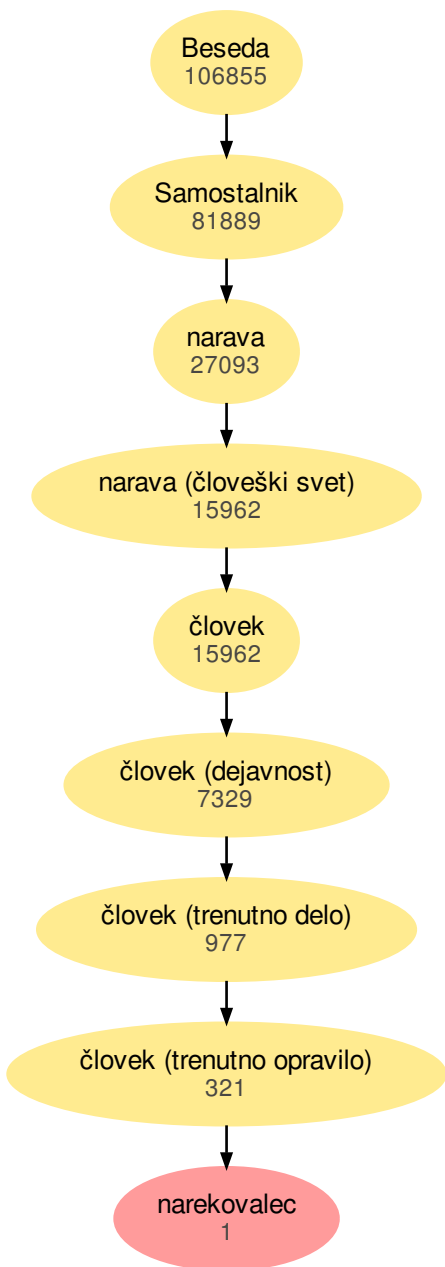 Beseda
106855
Samostalnik
81889
narava
27093
narava (človeški svet)
15962
človek
15962
človek (dejavnost)
7329
človek (trenutno delo)
977
človek (trenutno opravilo)
321
narekovalec
1